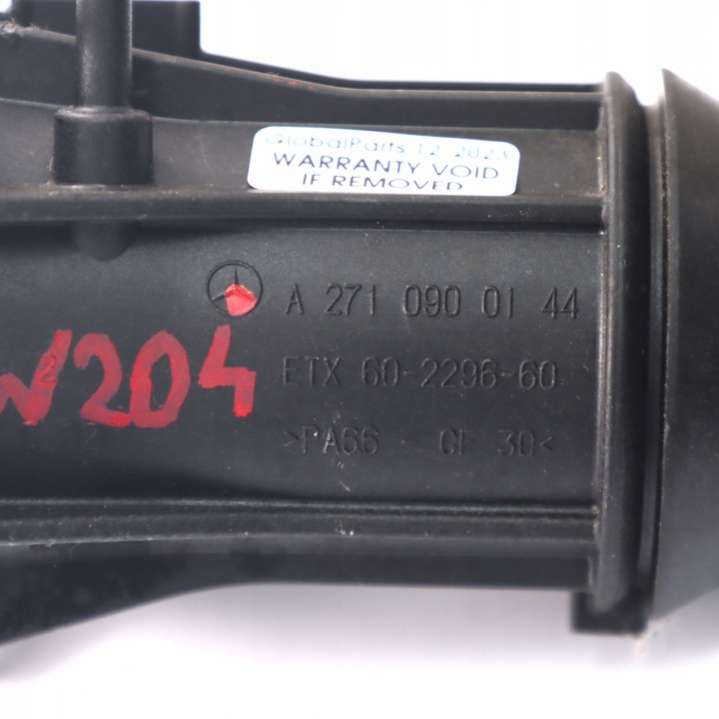 GlobalParts 12.2023
WARRANTY VOID
IF REMOVED
A 271 090 01 44
W204
ETX 60-2296-60
>PA66 - GF 30<